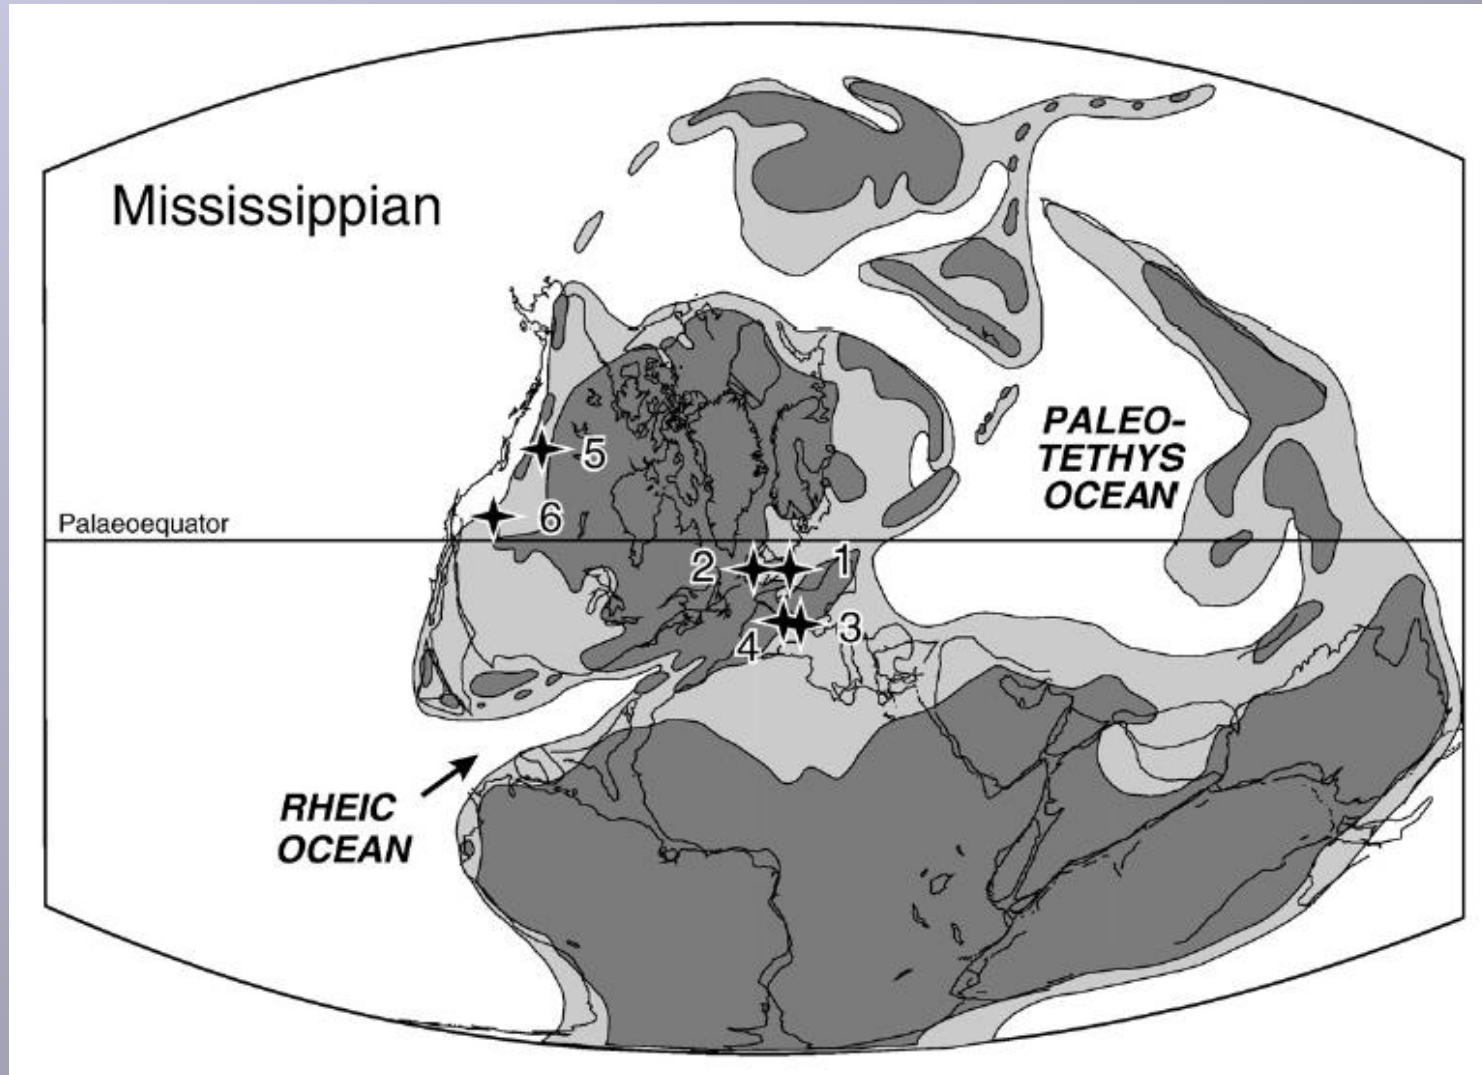 Mississippian
5
6
Palaeoequator
2
1
3
4
PALEO-
TETHYS
OCEAN
RHEIC
OCEAN